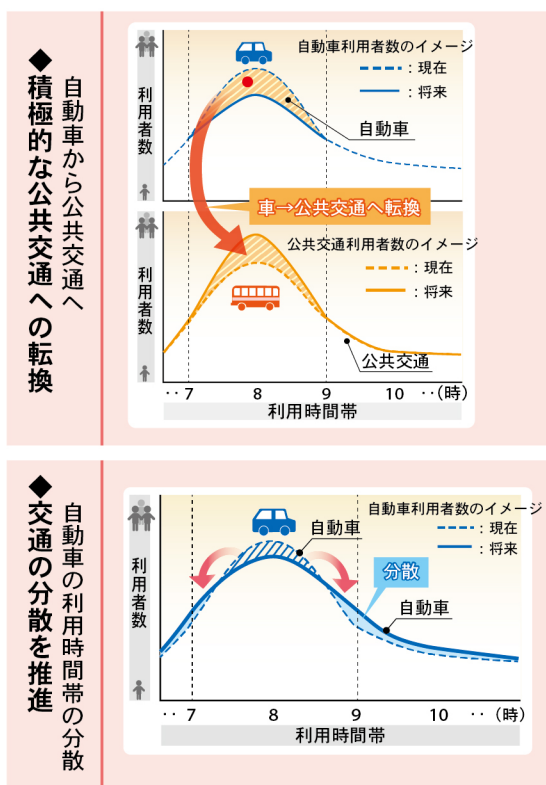 ◆積極的な公共交通への転換
自動車から公共交通へ
自動車利用者数のイメージ
：現在
：将来
利用者数
自動車
車→公共交通へ転換
公共交通利用者数のイメージ
：現在
：将来
利用者数
公共交通
‥7 8 9 10 ‥(時)
利用時間帯
◆交通の分散を推進
自動車の利用時間帯の分散
自動車利用者数のイメージ
：現在
：将来
自動車
分散
利用者数
自動車
‥ 7 8 9 10 ‥ (時)
利用時間帯